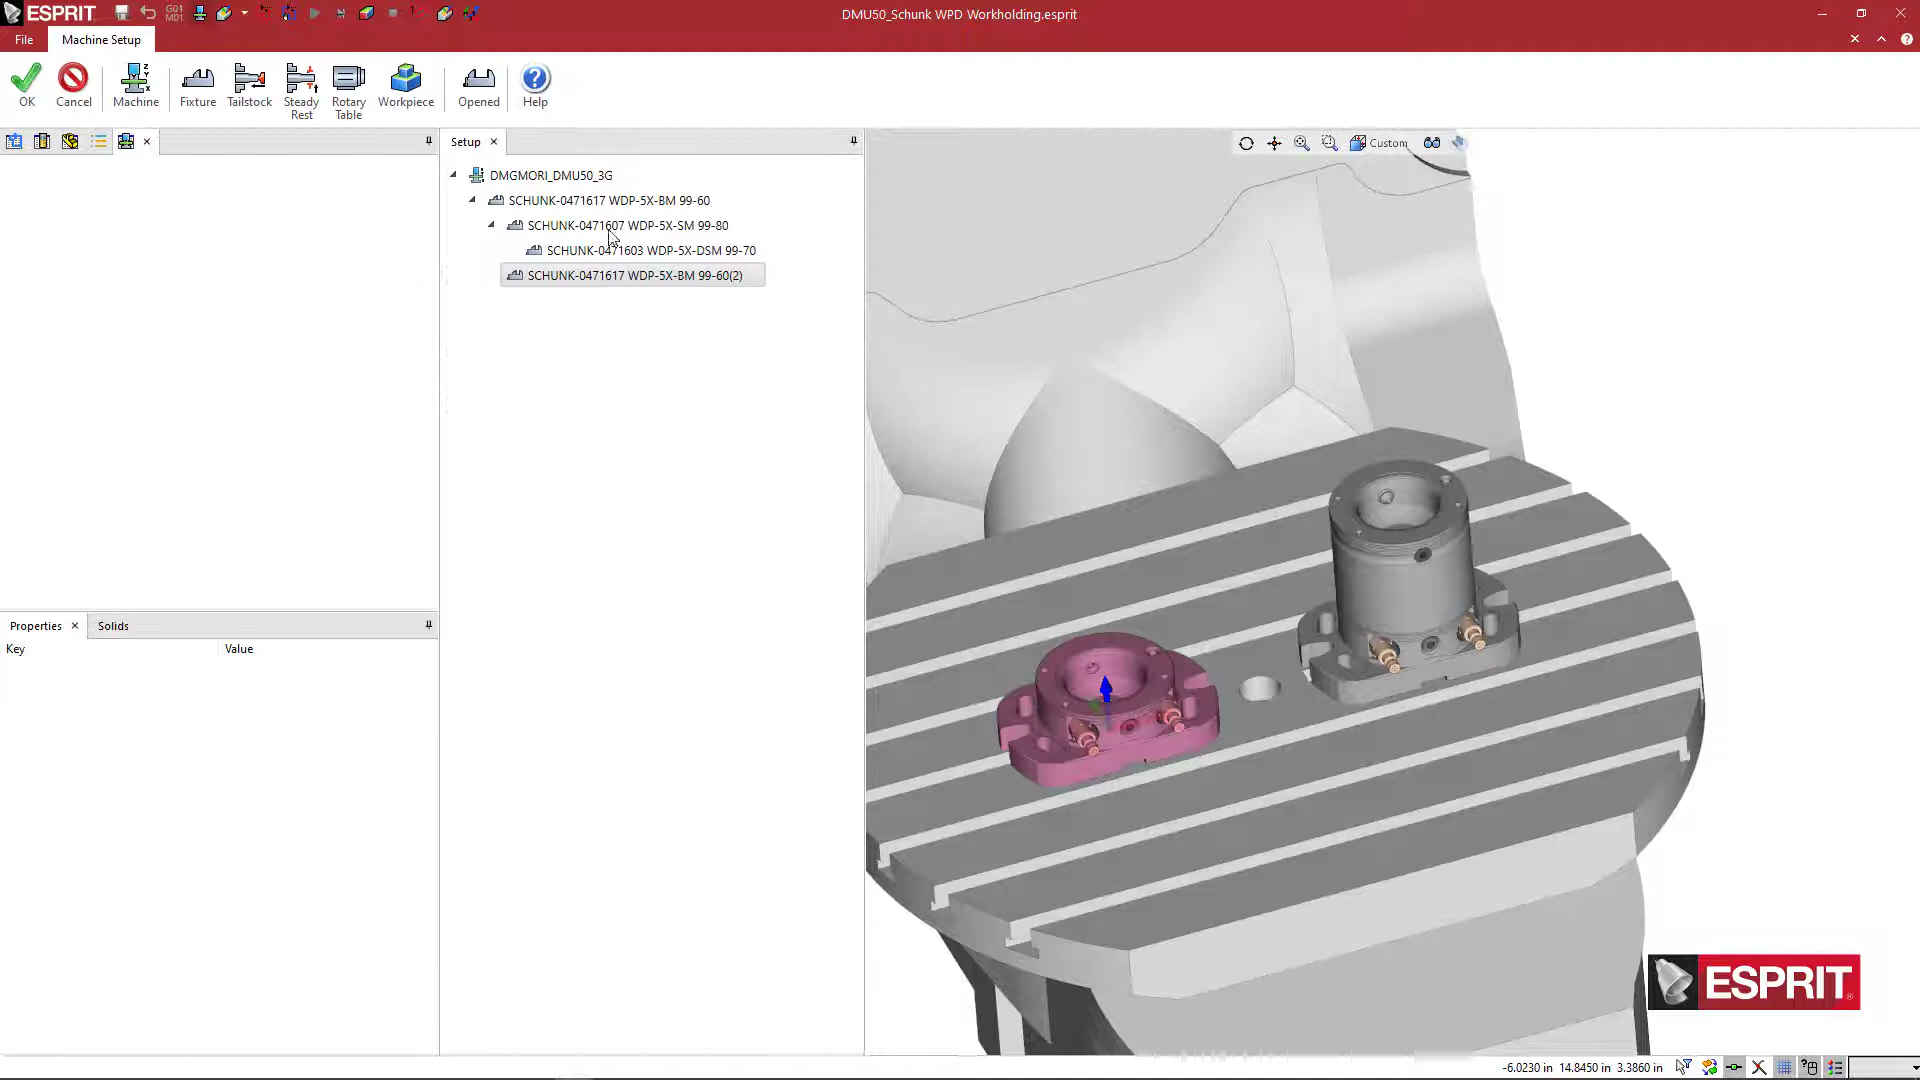 ESPRIT
G01
M01
DMU50_Schunk WPD Workholding.esprit
File
Machine Setup
OK
Cancel
Machine
Fixture
Tailstock
Steady
Rest
Rotary
Table
Workpiece
Opened
Help
Setup
Custom
DMGMORI_DMU50_3G
SCHUNK-0471617 WDP-5X-BM 99-60
SCHUNK-0471607 WDP-5X-SM 99-80
SCHUNK-0471603 WDP-5X-DSM 99-70
SCHUNK-0471617 WDP-5X-BM 99-60(2)
Properties
Solids
Key
Value
ESPRIT
-6.0230 in 14.8450 in 3.3860 in